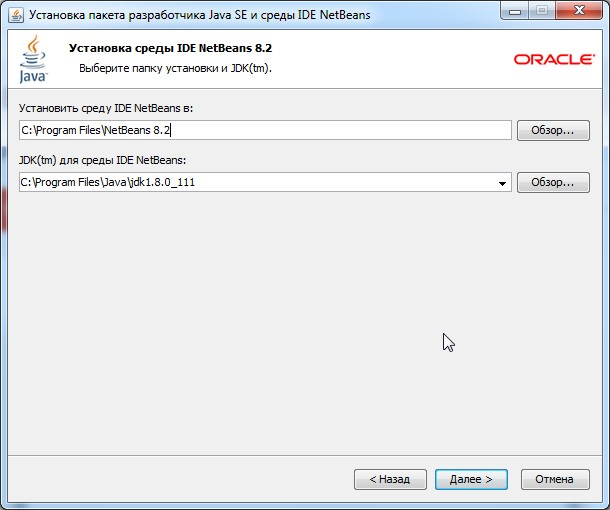 Установка пакета разработчика Java SE и среды IDE NetBeans
Установка среды IDE NetBeans 8.2
Выберите папку установки и JDK(tm).
Java
ORACLE
Установить среду IDE NetBeans в:
C:\Program Files\NetBeans 8.2
Обзор...
JDK(tm) для среды IDE NetBeans:
C:\Program Files\Java\jdk1.8.0_111
Обзор...
< Назад
Далее >
Отмена